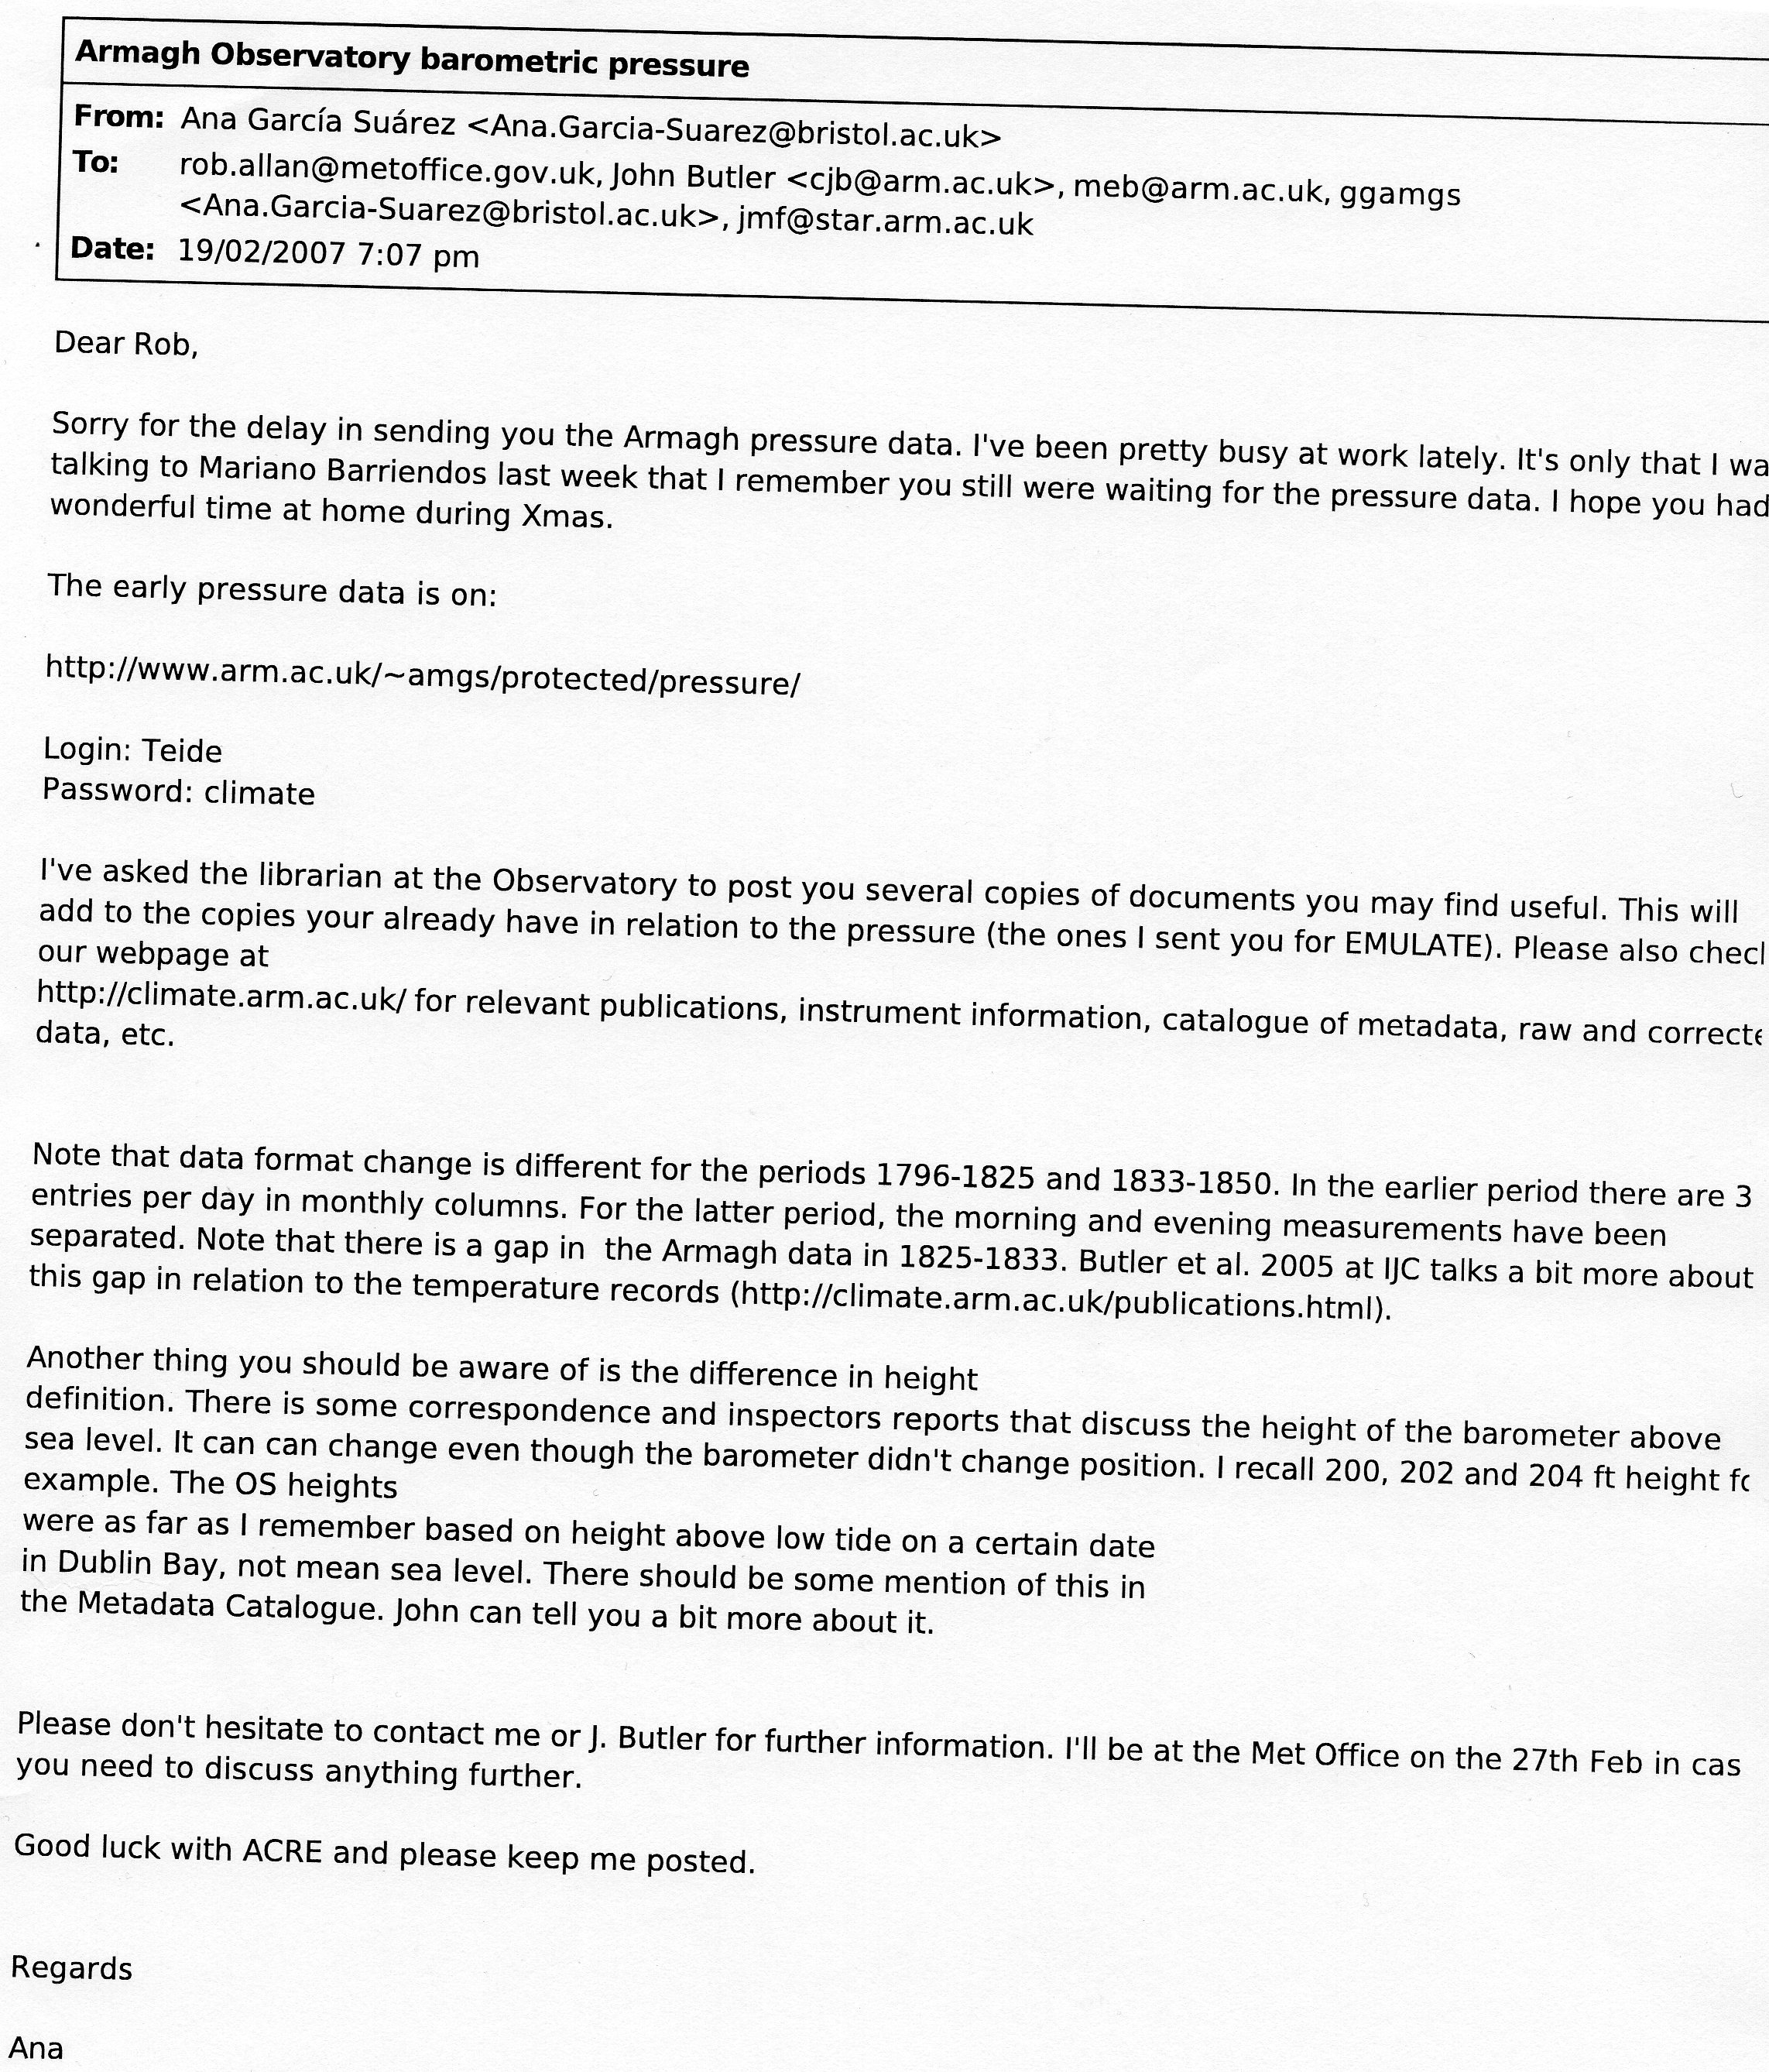 Armagh Observatory barometric pressure
From: Ana García Suárez <Ana.Garcia-Suarez@bristol.ac.uk>
To: rob.allan@metoffice.gov.uk, John Butler <cjb@arm.ac.uk>, meb@arm.ac.uk, ggamgs
<Ana.Garcia-Suarez@bristol.ac.uk>, jmf@star.arm.ac.uk
Date: 19/02/2007 7:07 pm
Dear Rob,
Sorry for the delay in sending you the Armagh pressure data. I've been pretty busy at work lately. It's only that I wa
talking to Mariano Barriendos last week that I remember you still were waiting for the pressure data. I hope you had
wonderful time at home during Xmas.
The early pressure data is on:
http://www.arm.ac.uk/~amgs/protected/pressure/
Login: Teide
Password: climate
I've asked the librarian at the Observatory to post you several copies of documents you may find useful. This will
add to the copies your already have in relation to the pressure (the ones I sent you for EMULATE). Please also chec
our webpage at
http://climate.arm.ac.uk/ for relevant publications, instrument information, catalogue of metadata, raw and correcte
data, etc.
Note that data format change is different for the periods 1796-1825 and 1833-1850. In the earlier period there are 3
entries per day in monthly columns. For the latter period, the morning and evening measurements have been
separated. Note that there is a gap in  the Armagh data in 1825-1833. Butler et al. 2005 at IJC talks a bit more about
this gap in relation to the temperature records (http://climate.arm.ac.uk/publications.html).
Another thing you should be aware of is the difference in height
definition. There is some correspondence and inspectors reports that discuss the height of the barometer above
sea level. It can can change even though the barometer didn't change position. I recall 200, 202 and 204 ft height fo
example. The OS heights
were as far as I remember based on height above low tide on a certain date
in Dublin Bay, not mean sea level. There should be some mention of this in
the Metadata Catalogue. John can tell you a bit more about it.
Please don't hesitate to contact me or J. Butler for further information. I'll be at the Met Office on the 27th Feb in cas
you need to discuss anything further.
Good luck with ACRE and please keep me posted.
Regards
Ana